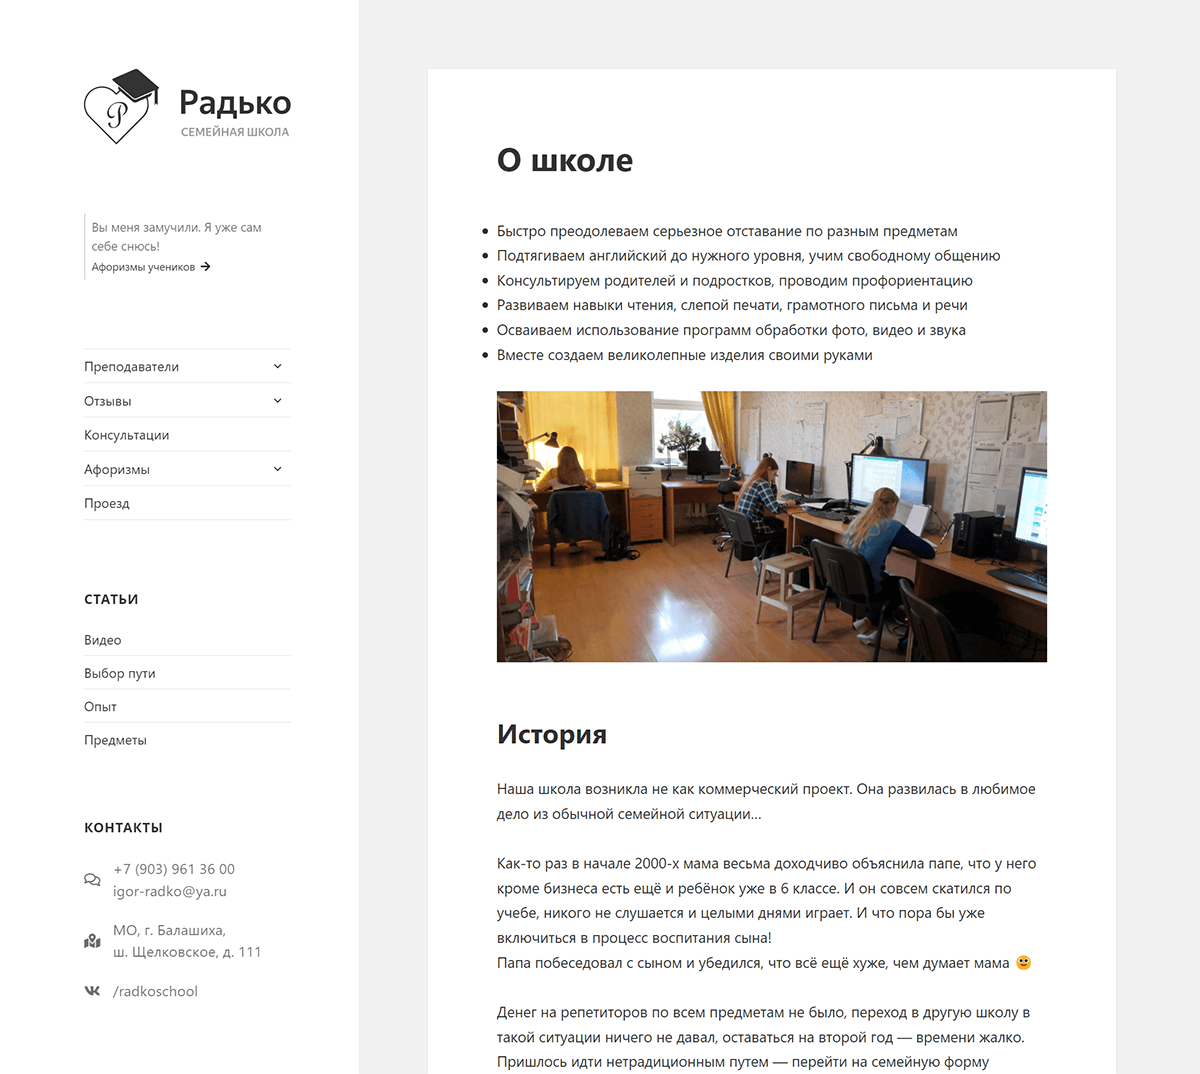 P
Радько
СЕМЕЙНАЯ ШКОЛА
Вы меня замучили. Я уже сам
себе снюсь!
Афоризмы учеников
Преподаватели
Отзывы
Консультации
Афоризмы
Проезд
СТАТЬИ
Видео
Выбор пути
Опыт
Предметы
КОНТАКТЫ
+7 (903) 961 36 00
igor-radko@ya.ru
МО, г. Балашиха,
ш. Щелковское, д. 111
/radkoschool
О школе
Быстро преодолеваем серьезное отставание по разным предметам
Подтягиваем английский до нужного уровня, учим свободному общению
Консультируем родителей и подростков, проводим профориентацию
Развиваем навыки чтения, слепой печати, грамотного письма и речи
Осваиваем использование программ обработки фото, видео и звука
Вместе создаем великолепные изделия своими руками
История
Наша школа возникла не как коммерческий проект. Она развилась в любимое
дело из обычной семейной ситуации…
Как-то раз в начале 2000-х мама весьма доходчиво объяснила папе, что у него
кроме бизнеса есть ещё и ребёнок уже в 6 классе. И он совсем скатился по
учебе, никого не слушается и целыми днями играет. И что пора бы уже
включиться в процесс воспитания сына!
Папа побеседовал с сыном и убедился, что всё ещё хуже, чем думает мама 🙂
Денег на репетиторов по всем предметам не было, переход в другую школу в
такой ситуации ничего не давал, оставаться на второй год — времени жалко.
Пришлось идти нетрадиционным путем — перейти на семейную форму